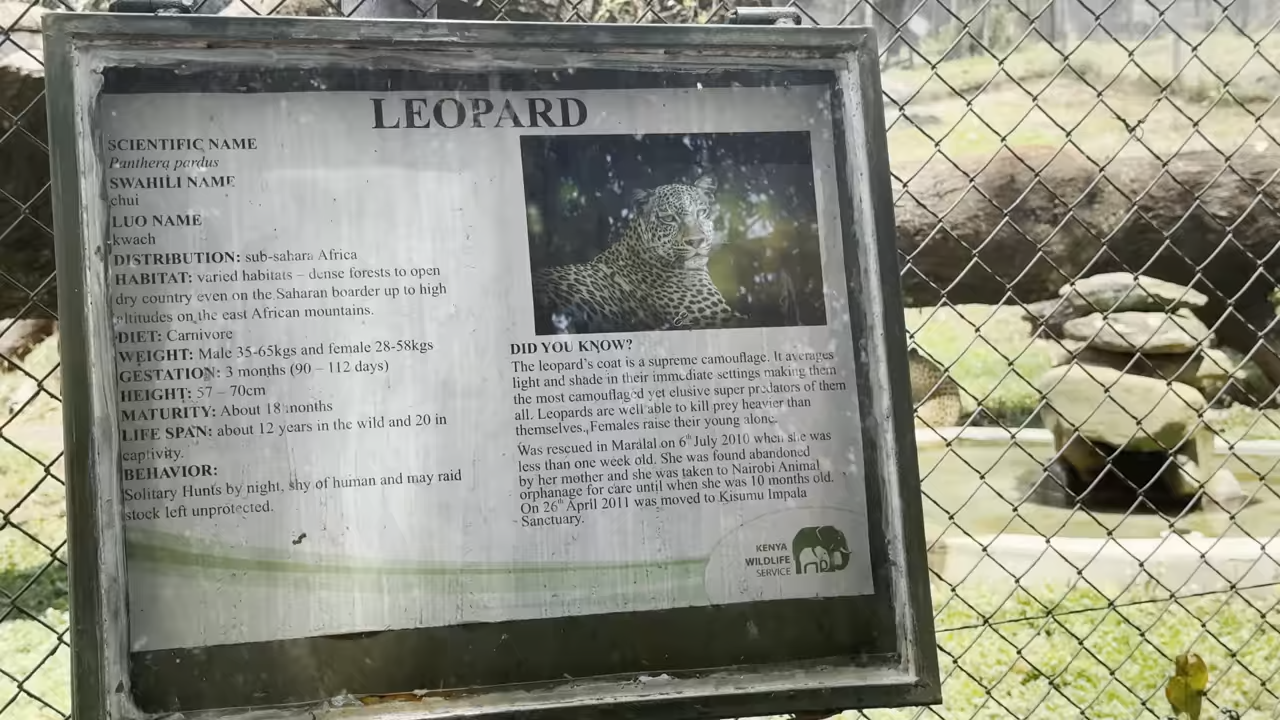 LEOPARD
SCIENTIFIC NAME
Panthera pardus
SWAHILI NAME
chui
LUO NAME
kwach
DISTRIBUTION: sub-sahara Africa
HABITAT: varied habitats – dense forests to open
dry country even on the Saharan boarder up to high
altitudes on the east African mountains.
DIET: Carnivore
WEIGHT: Male 35-65kgs and female 28-58kgs
GESTATION: 3 months (90 – 112 days)
HEIGHT: 57 – 70cm
MATURITY: About 18 months
LIFE SPAN: about 12 years in the wild and 20 in
captivity.
BEHAVIOR:
Solitary Hunts by night, shy of human and may raid
stock left unprotected.
DID YOU KNOW?
The leopard's coat is a supreme camouflage. It averages
light and shade in their immediate settings making them
the most camouflaged yet elusive super predators of them
all. Leopards are well able to kill prey heavier than
themselves. Females raise their young alone.
Was rescued in Maralal on 6th July 2010 when she was
less than one week old. She was found abandoned
by her mother and she was taken to Nairobi Animal
orphanage for care until when she was 10 months old.
On 26th April 2011 was moved to Kisumu Impala
Sanctuary.
KENYA
WILDLIFE
SERVICE